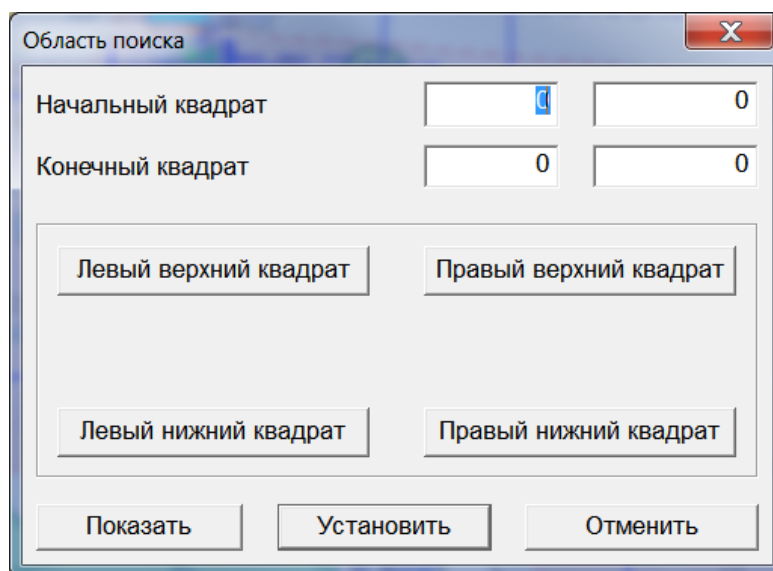 Область поиска
Начальный квадрат 0 0
Конечный квадрат 0 0
Левый верхний квадрат Правый верхний квадрат
Левый нижний квадрат Правый нижний квадрат
Показать Установить Отменить